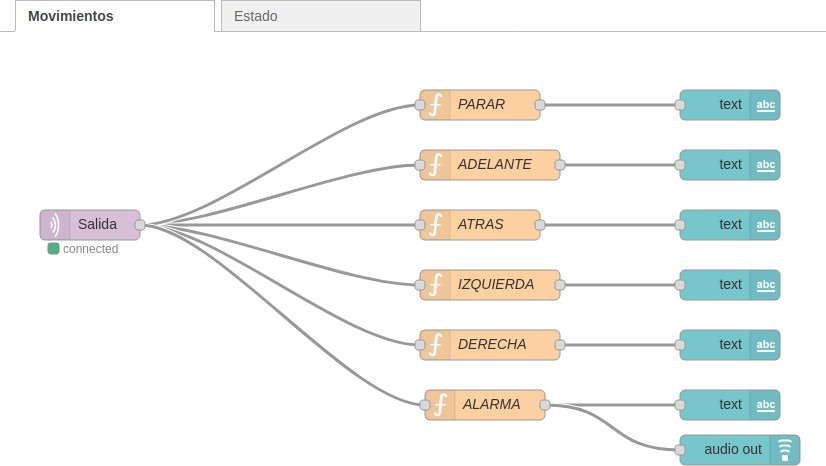 Movimientos
Estado
PARAR
text
abc
ADELANTE
text
abc
Salida
connected
ATRAS
text
abc
IZQUIERDA
text
abc
DERECHA
text
abc
ALARMA
text
abc
audio out